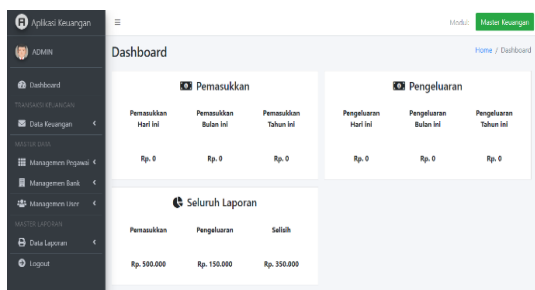 Aplikasi Keuangan
Modul: Master Keuangan
ADMIN
Dashboard
Home / Dashboard
Dashboard
TRANSAKSI KEUANGAN
Data Keuangan
MASTER DATA
Managemen Pegawai
Managemen Bank
Managemen User
MASTER LAPORAN
Data Laporan
Logout
Pemasukkan
Pemasukkan Hari ini
Pemasukkan Bulan ini
Pemasukkan Tahun ini
Rp. 0
Rp. 0
Rp. 0
Pengeluaran
Pengeluaran Hari ini
Pengeluaran Bulan ini
Pengeluaran Tahun ini
Rp. 0
Rp. 0
Rp. 0
Seluruh Laporan
Pemasukkan
Pengeluaran
Selisih
Rp. 500.000
Rp. 150.000
Rp. 350.000